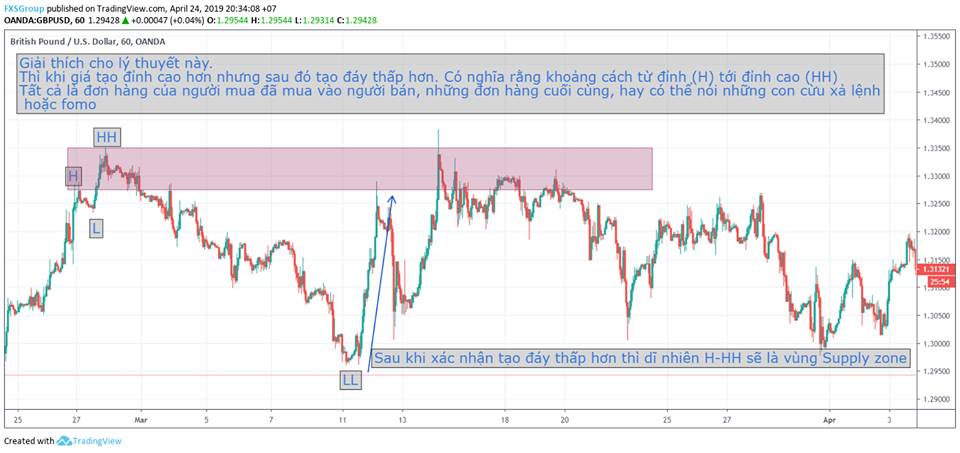 FXSGroup published on TradingView.com, April 24, 2019 20:34:08 +07
OANDA:GBPUSD, 60 1.29428 ▲ +0.00047 (+0.04%) O:1.29544 H:1.29544 L:1.29314 C:1.29428
British Pound / U.S. Dollar, 60, OANDA
Giải thích cho lý thuyết này.
Thì khi giá tạo đỉnh cao hơn nhưng sau đó tạo đáy thấp hơn. Có nghĩa rằng khoảng cách từ đỉnh (H) tới đỉnh cao (HH)
Tất cả là đơn hàng của người mua đã mua vào người bán, những đơn hàng cuối cùng, hay có thể nói những con cừu xả lệnh
hoặc fomo
HH
H
L
LL
Sau khi xác nhận tạo đáy thấp hơn thì dĩ nhiên H-HH sẽ là vùng Supply zone
1.35500
1.35000
1.34500
1.34000
1.33500
1.33000
1.32500
1.32000
1.31500
1.31321
25:54
1.31000
1.30500
1.30000
1.29500
1.29000
25 27 Mar 5 7 11 13 18 20 25 27 Apr 3
Created with TradingView